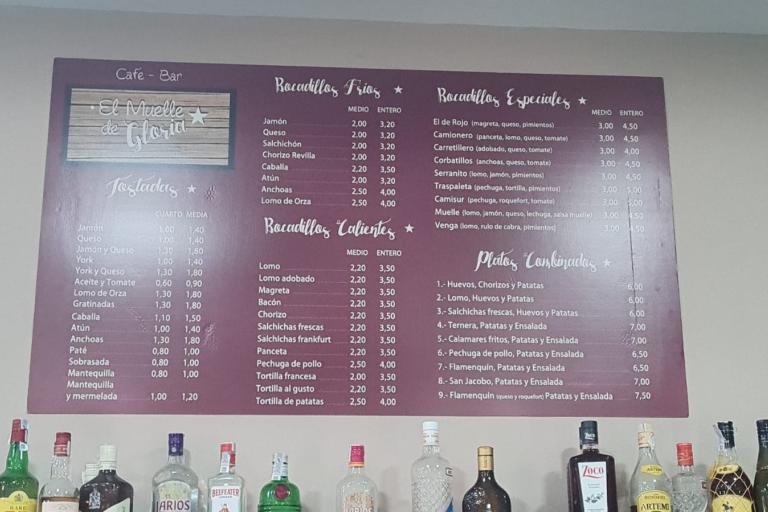 Café - Bar
El Muelle
de Gloria
Tostadas
CUARTO MEDIA
Jamón 1,00 1,40
Queso 1,00 1,40
Jamón y Queso 1,30 1,80
York 1,00 1,40
York y Queso 1,30 1,80
Aceite y Tomate 0,60 0,90
Lomo de Orza 1,30 1,80
Gratinadas 1,30 1,80
Caballa 1,10 1,50
Atún 1,00 1,40
Anchoas 1,30 1,80
Paté 0,80 1,00
Sobrasada 0,80 1,00
Mantequilla 0,80 1,00
Mantequilla
y mermelada 1,00 1,20
Bocadillos Fríos
MEDIO ENTERO
Jamón 2,00 3,20
Queso 2,00 3,20
Salchichón 2,00 3,20
Chorizo Revilla 2,00 3,20
Caballa 2,20 3,50
Atún 2,00 3,20
Anchoas 2,50 4,00
Lomo de Orza 2,50 4,00
Bocadillos Calientes
MEDIO ENTERO
Lomo 2,20 3,50
Lomo adobado 2,20 3,50
Magreta 2,20 3,50
Bacón 2,20 3,50
Chorizo 2,20 3,50
Salchichas frescas 2,20 3,50
Salchichas frankfurt 2,20 3,50
Panceta 2,20 3,50
Pechuga de pollo 2,50 4,00
Tortilla francesa 2,00 3,50
Tortilla al gusto 2,20 3,50
Tortilla de patatas 2,50 4,00
Bocadillos Especiales
MEDIO ENTERO
El de Rojo (magreta, queso, pimientos) 3,00 4,50
Camionero (panceta, lomo, queso, tomate) 3,00 4,50
Carretillero (adobado, queso, tomate) 3,00 4,00
Corbatillos (anchoas, queso, tomate) 3,00 4,50
Serranito (lomo, jamón, pimientos) 3,00 4,50
Traspaleta (pechuga, tortilla, pimientos) 3,00 5,00
Camisur (pechuga, roquefort, tomate) 3,00 5,00
Muelle (lomo, jamón, queso, lechuga, salsa muelle) 3,00 4,50
Venga (lomo, rulo de cabra, pimientos) 3,00 4,50
Platos Combinados
1.- Huevos, Chorizos y Patatas 6,00
2.- Lomo, Huevos y Patatas 6,00
3.- Salchichas frescas, Huevos y Patatas 6,00
4.- Ternera, Patatas y Ensalada 7,00
5.- Calamares fritos, Patatas y Ensalada 7,00
6.- Pechuga de pollo, Patatas y Ensalada 6,50
7.- Flamenquín, Patatas y Ensalada 6,50
8.- San Jacobo, Patatas y Ensalada 7,00
9.- Flamenquín (queso y roquefort) Patatas y Ensalada 7,50
LARIOS
BEEFEATER
ZOCO
ARTEMI